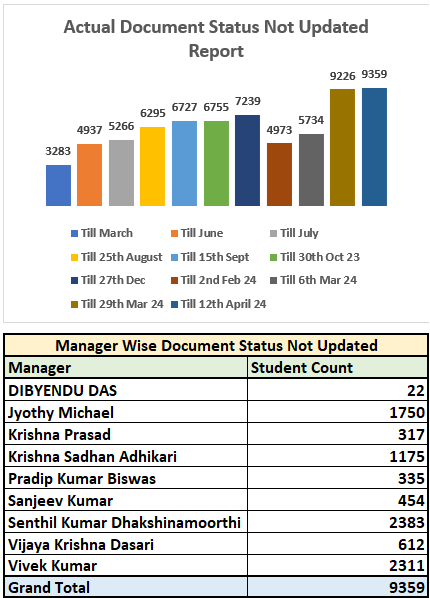 Actual Document Status Not Updated
Report
3283
4937
5266
6295
6727
6755
7239
4973
5734
9226
9359
Till March
Till June
Till July
Till 25th August
Till 15th Sept
Till 30th Oct 23
Till 27th Dec
Till 2nd Feb 24
Till 6th Mar 24
Till 29th Mar 24
Till 12th April 24
Manager Wise Document Status Not Updated
Manager Student Count
DIBYENDU DAS 22
Jyothy Michael 1750
Krishna Prasad 317
Krishna Sadhan Adhikari 1175
Pradip Kumar Biswas 335
Sanjeev Kumar 454
Senthil Kumar Dhakshinamoorthi 2383
Vijaya Krishna Dasari 612
Vivek Kumar 2311
Grand Total 9359